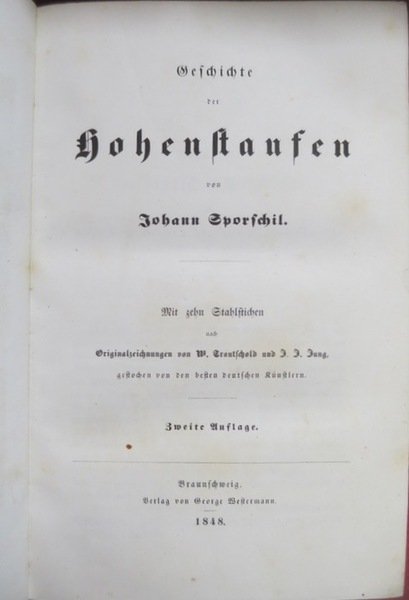 Geſchichte
der
Hohenſtaufen
von
Johann Sporſchil.
Mit zehn Stahlſtichen
nach
Originalzeichnungen von W. Trautſchold und J. J. Jung,
geſtochen von den beſten deutſchen Künſtlern.
Zweite Auflage.
Braunſchweig.
Verlag von George Weſtermann.
1848.